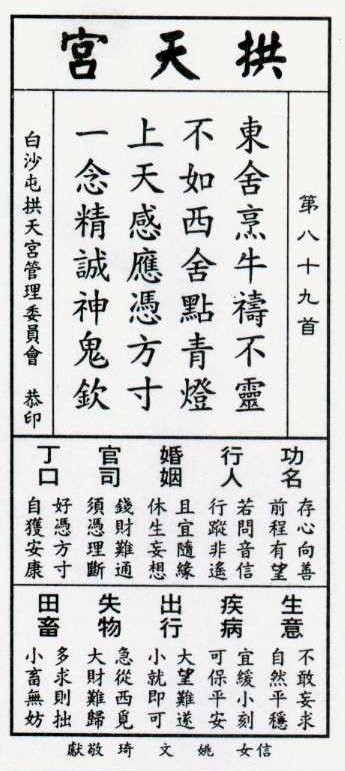 拱天宮
第八十九首
東舍烹牛禱不靈
不如西舍點青燈
上天感應憑方寸
一念精誠神鬼欽
白沙屯拱天宮管理委員會 恭印
功名
存心向善
前程有望
行人
若問音信
行蹤非遙
婚姻
且宜隨緣
休生妄想
官司
錢財難通
須憑理斷
丁口
好憑方寸
自獲安康
生意
不敢妄求
自然平穩
疾病
宜緩小刻
可保平安
出行
大望難遂
小就即可
失物
急從西覓
大財難歸
田畜
多求則拙
小畜無妨
信女 姚文琦 敬獻